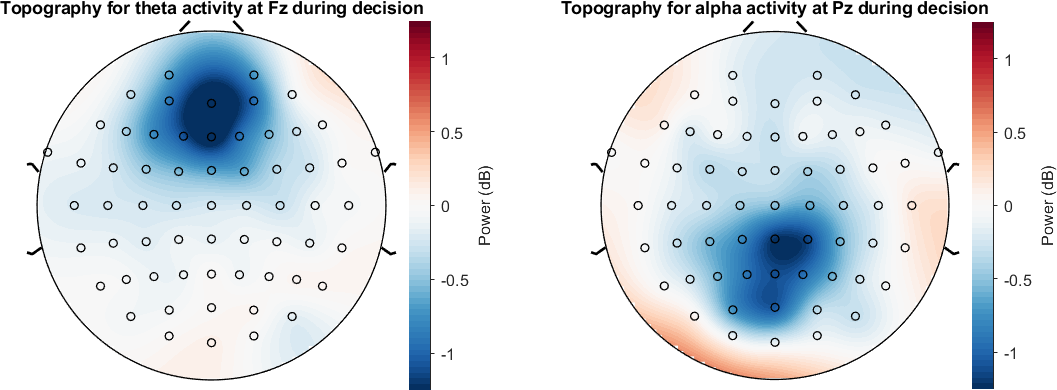 Topography for theta activity at Fz during decision
1
0.5
0
-0.5
-1
Power (dB)
Topography for alpha activity at Pz during decision
1
0.5
0
-0.5
-1
Power (dB)